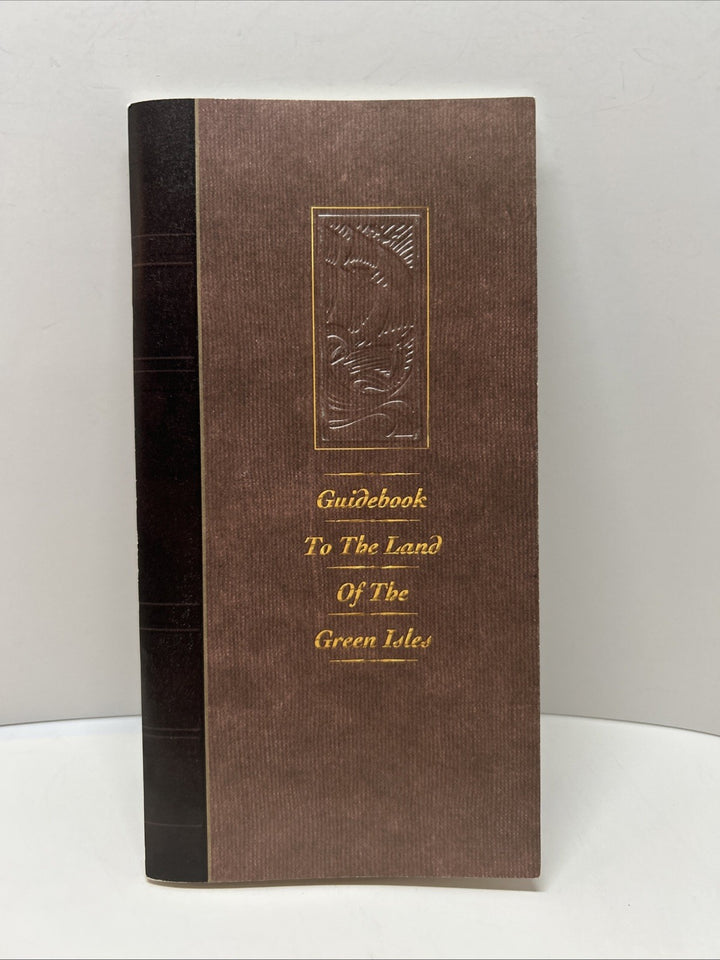 Guidebook
To The Land
Of The
Green Isles